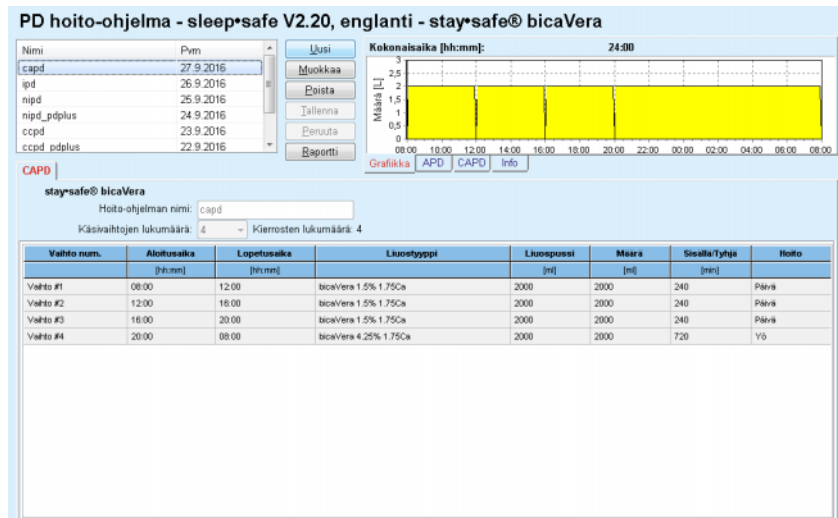 PD hoito-ohjelma - sleep•safe V2.20, englanti - stay•safe® bicaVera
Nimi Pvm
capd 27.9.2016
ipd 26.9.2016
nipd 25.9.2016
nipd_pdplus 24.9.2016
ccpd 23.9.2016
ccpd_pdplus 22.9.2016
Uusi
Muokkaa
Poista
Tallenna
Peruuta
Raportti
Kokonaisaika [hh:mm]: 24:00
Määrä [L]
3
2,5
2
1,5
1
0,5
0
08:00 10:00 12:00 14:00 16:00 18:00 20:00 22:00 00:00 02:00 04:00 06:00 08:00
Grafiikka APD CAPD Info
CAPD
stay•safe® bicaVera
Hoito-ohjelman nimi: capd
Käsivaihtojen lukumäärä: 4 Kierrosten lukumäärä: 4
Vaihto num. Aloitusaika Lopetusaika Liuostyyppi Liuospussi Määrä Sisällä/Tyhjä Hoito
[hh:mm] [hh:mm] [ml] [ml] [min]
Vaihto #1 08:00 12:00 bicaVera 1.5% 1.75Ca 2000 2000 240 Päivä
Vaihto #2 12:00 16:00 bicaVera 1.5% 1.75Ca 2000 2000 240 Päivä
Vaihto #3 16:00 20:00 bicaVera 1.5% 1.75Ca 2000 2000 240 Päivä
Vaihto #4 20:00 08:00 bicaVera 4.25% 1.75Ca 2000 2000 720 Yö